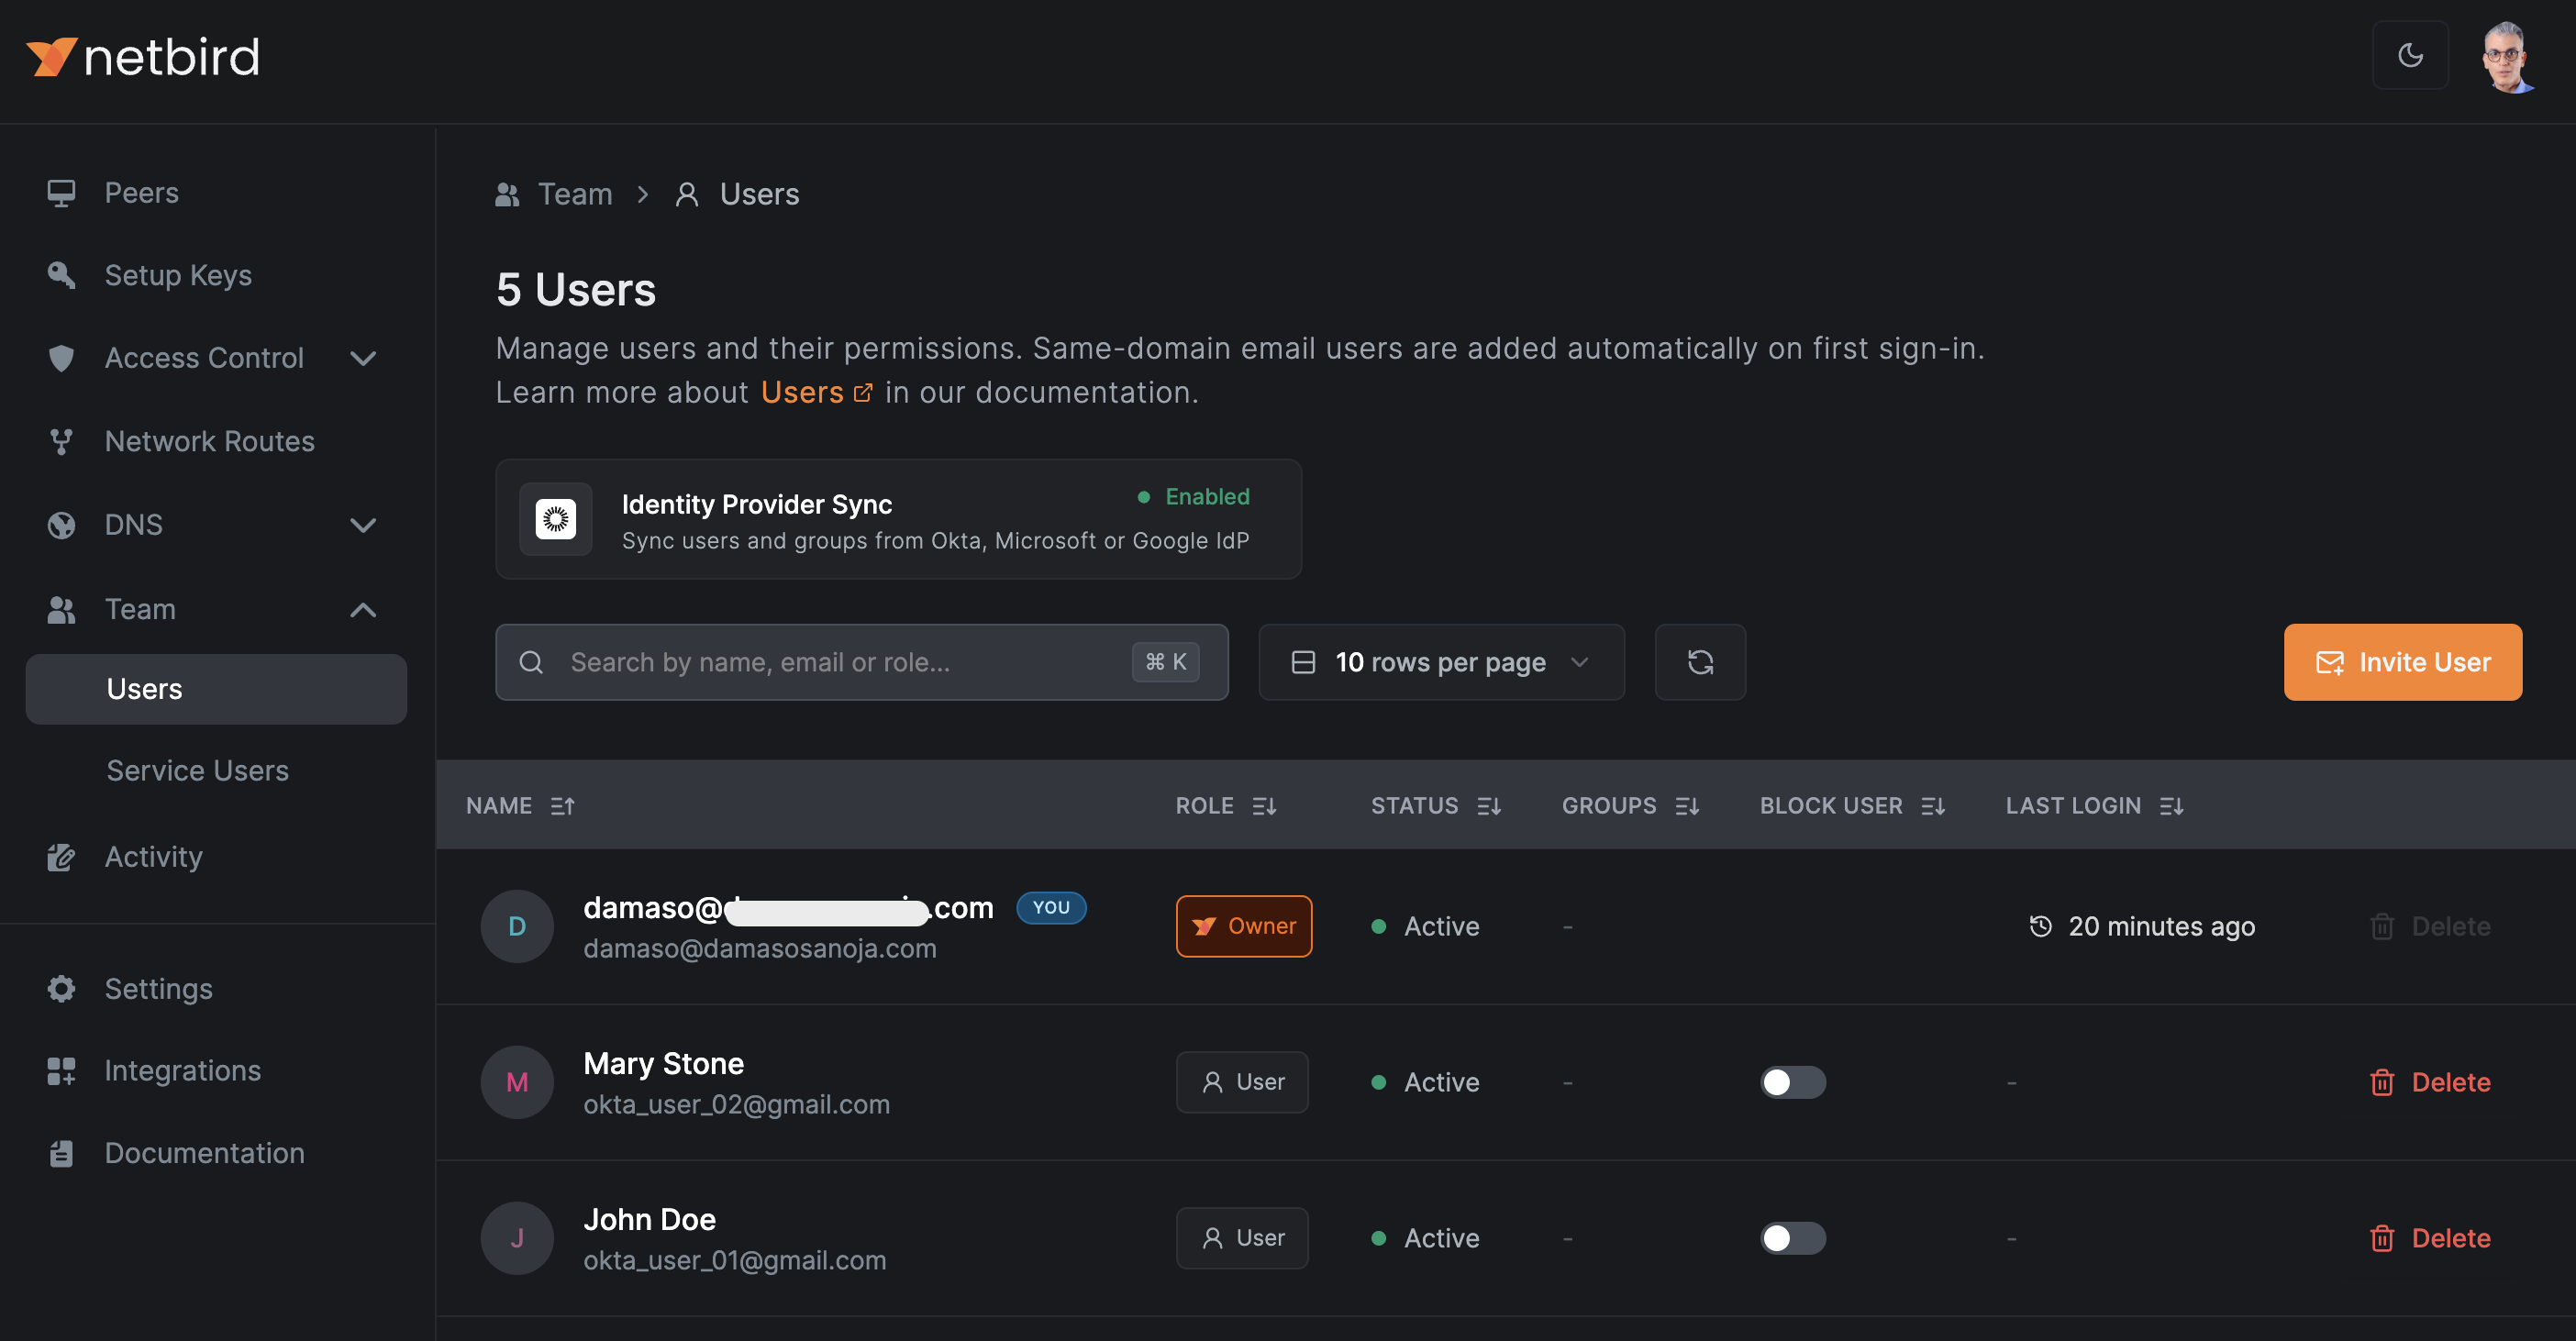 netbird
Peers
Setup Keys
Access Control
Network Routes
DNS
Team
Users
Service Users
Activity
Settings
Integrations
Documentation
Team > Users
5 Users
Manage users and their permissions. Same-domain email users are added automatically on first sign-in.
Learn more about Users in our documentation.
Identity Provider Sync
Enabled
Sync users and groups from Okta, Microsoft or Google IdP
Search by name, email or role...
⌘ K
10 rows per page
Invite User
NAME ROLE STATUS GROUPS BLOCK USER LAST LOGIN
D
damaso@ .com YOU
damaso@damasosanoja.com
Owner Active - 20 minutes ago Delete
M
Mary Stone
okta_user_02@gmail.com
User Active - - Delete
J
John Doe
okta_user_01@gmail.com
User Active - - Delete